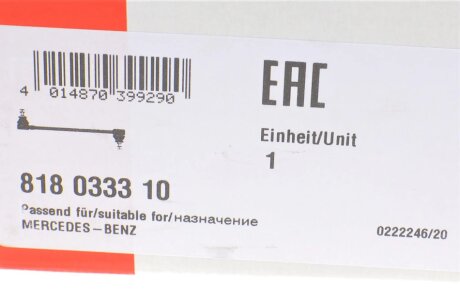 4 014870 399290
EAC
Einheit/Unit
1
818 0333 10
Passend für/suitable for/назначение
MERCEDES-BENZ
0222246/20